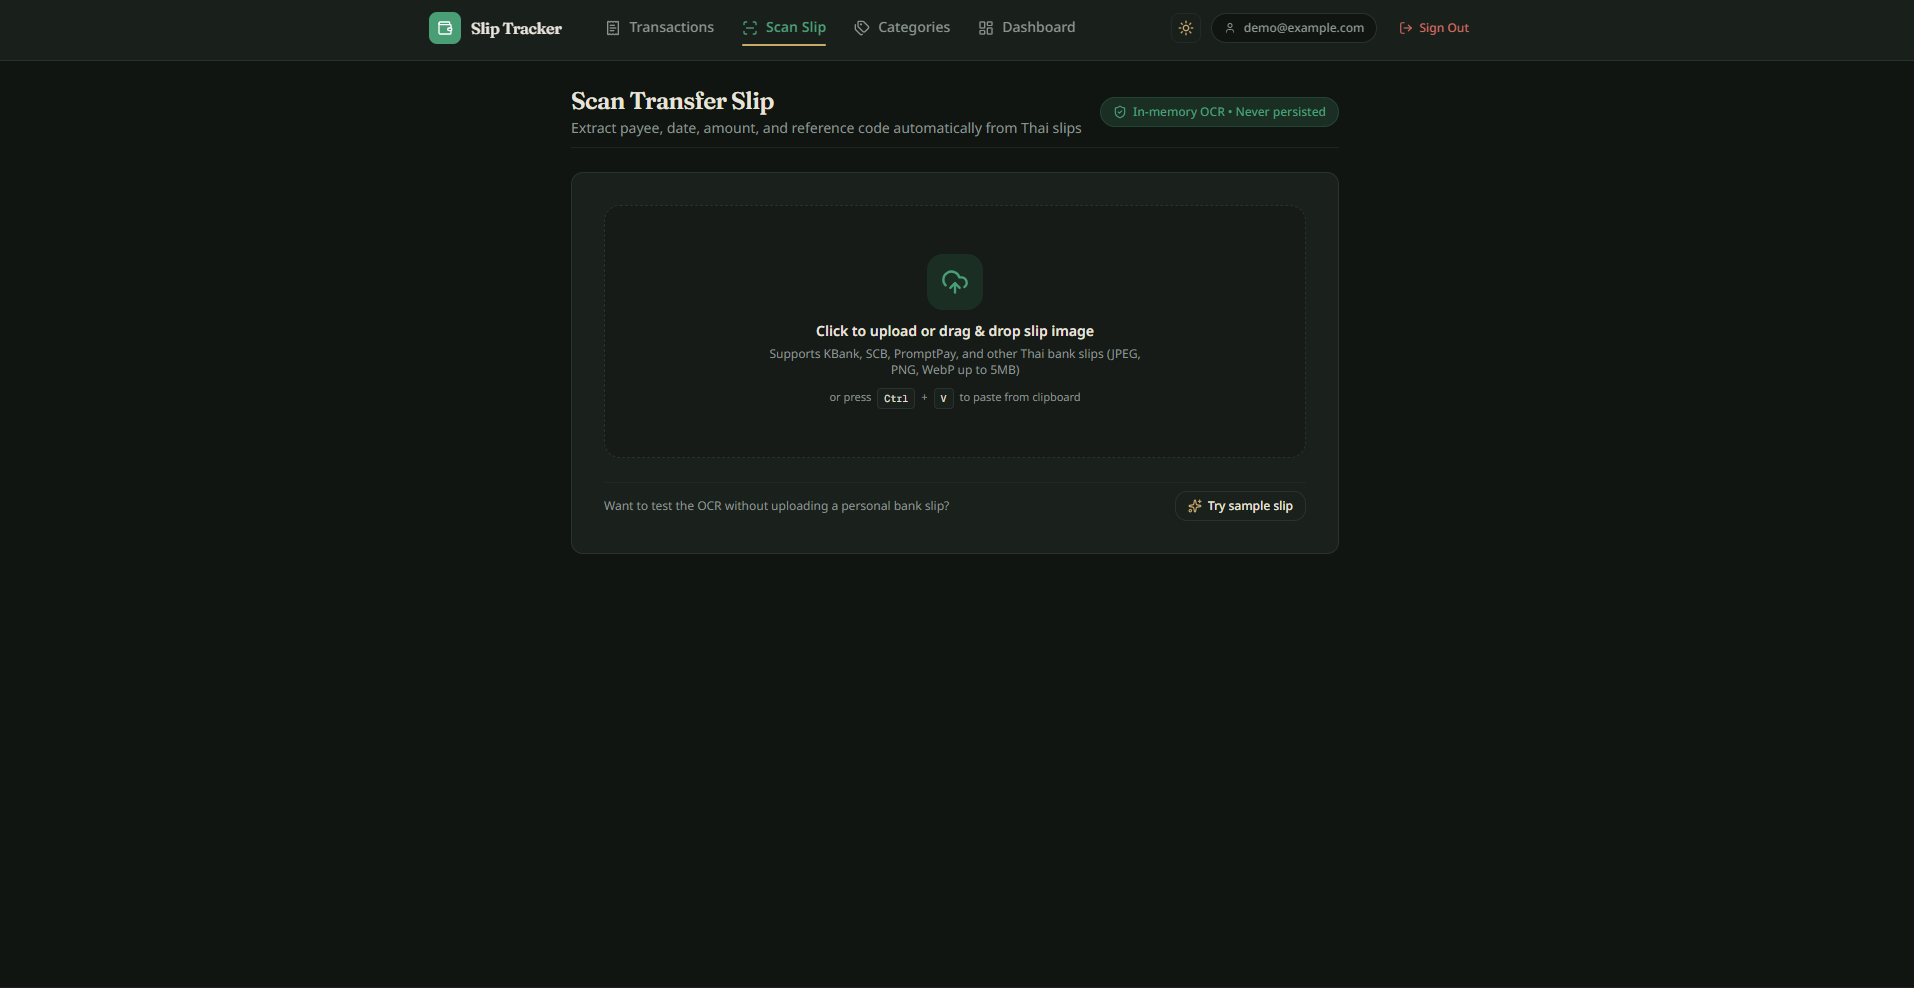 Slip Tracker
Transactions
Scan Slip
Categories
Dashboard
demo@example.com
Sign Out
Scan Transfer Slip
Extract payee, date, amount, and reference code automatically from Thai slips
In-memory OCR • Never persisted
Click to upload or drag & drop slip image
Supports KBank, SCB, PromptPay, and other Thai bank slips (JPEG,
PNG, WebP up to 5MB)
or press Ctrl + V to paste from clipboard
Want to test the OCR without uploading a personal bank slip?
Try sample slip